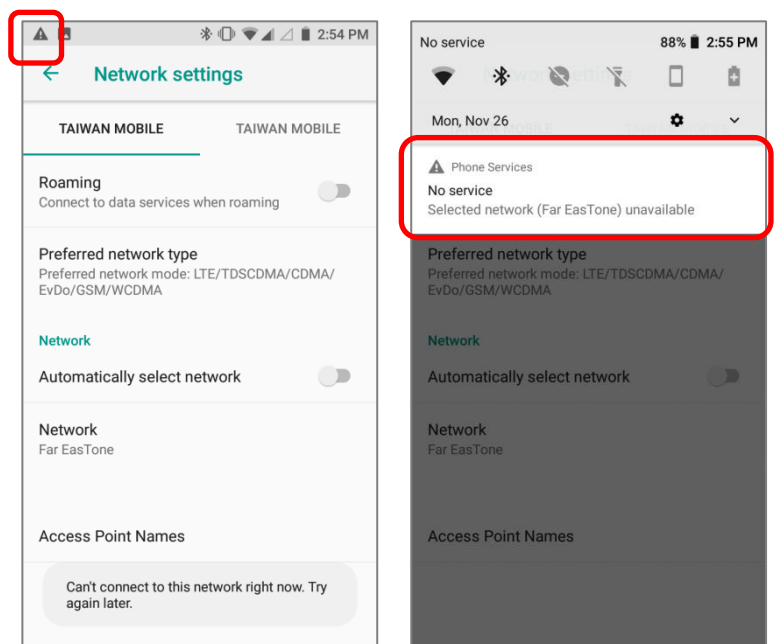 2:54 PM
Network settings
TAIWAN MOBILE
TAIWAN MOBILE
Roaming
Connect to data services when roaming
Preferred network type
Preferred network mode: LTE/TDSCDMA/CDMA/
EvDo/GSM/WCDMA
Network
Automatically select network
Network
Far EasTone
Access Point Names
Can't connect to this network right now. Try
again later.
No service
88%
2:55 PM
Network settings
Mon, Nov 26
Phone Services
No service
Selected network (Far EasTone) unavailable
Preferred network type
Preferred network mode: LTE/TDSCDMA/CDMA/
EvDo/GSM/WCDMA
Network
Automatically select network
Network
Far EasTone
Access Point Names